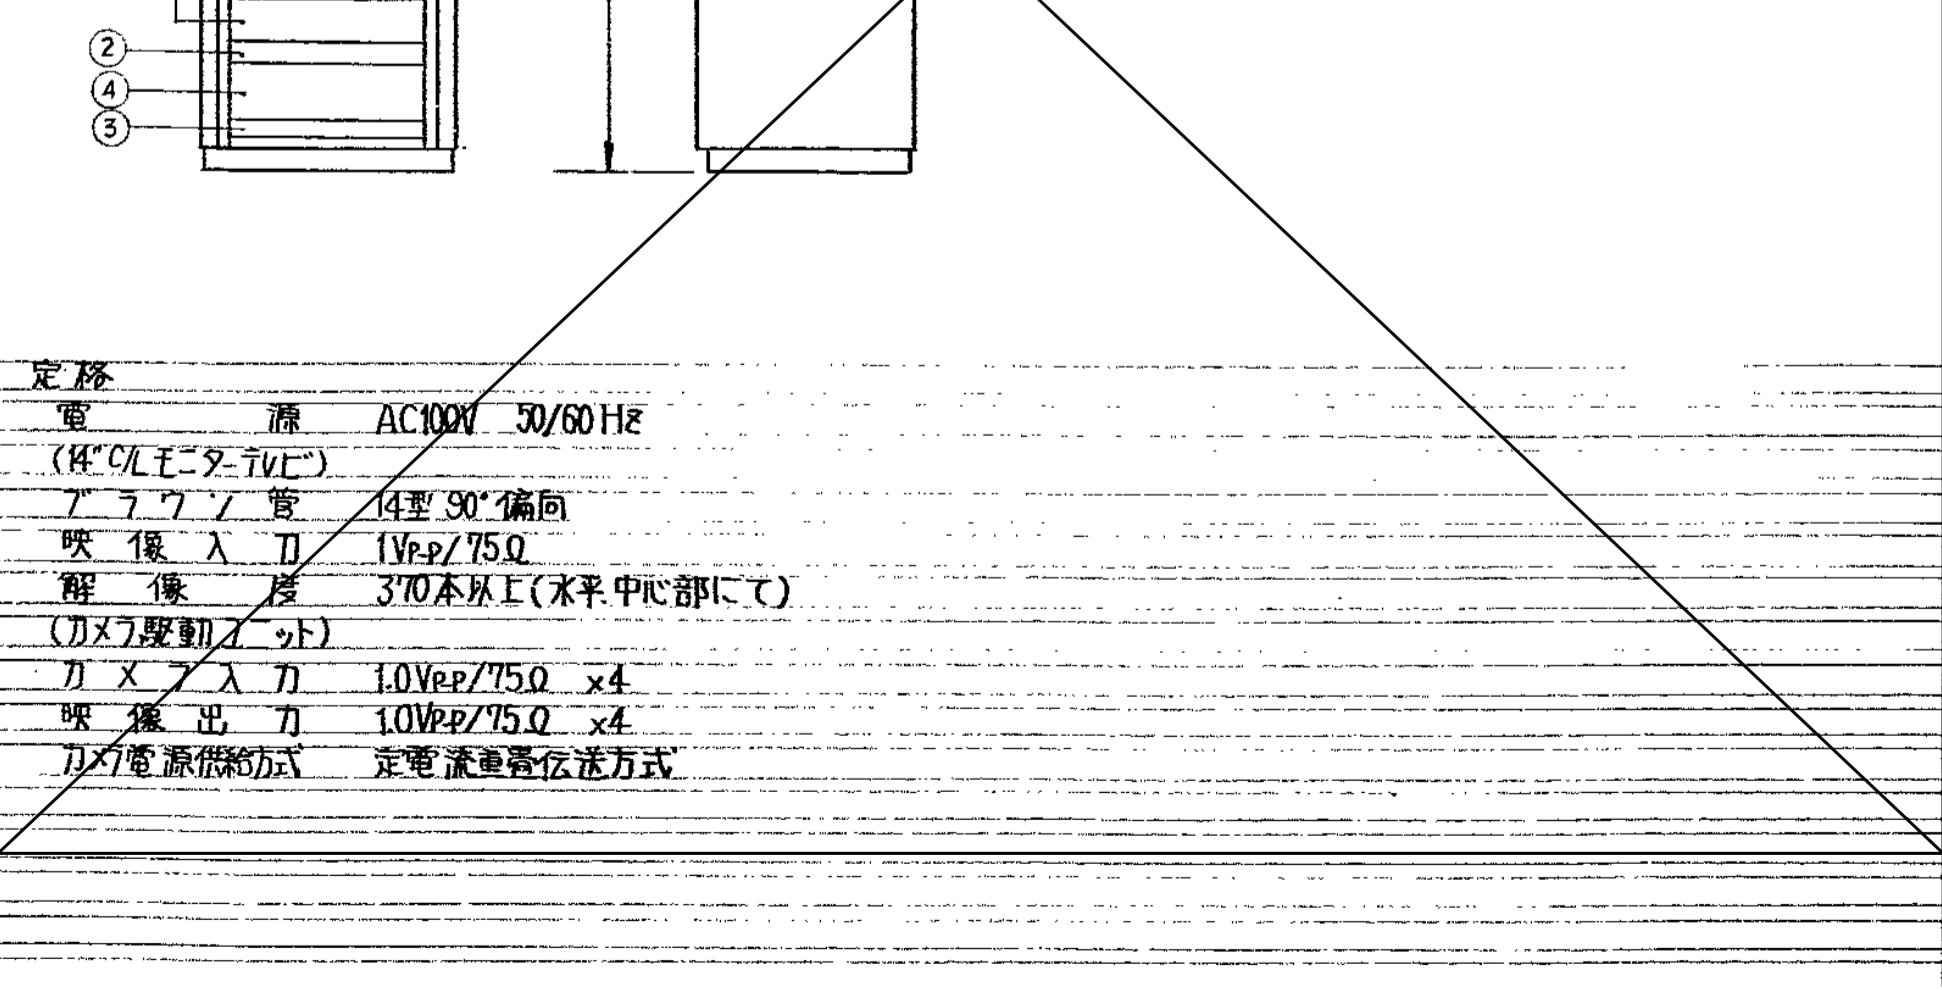 ②
④
③
定格
電源 AC100V 50/60Hz
(14"C/Lモニターテレビ)
ブラウン管 14型 90°偏向
映像入力 1Vp-p/75Ω
解像度 370本以上(水平中心部にて)
(カメラ駆動ユニット)
カメラ入力 1.0Vp-p/75Ω ×4
映像出力 1.0Vp-p/75Ω ×4
カメラ電源供給方式 定電流重畳伝送方式